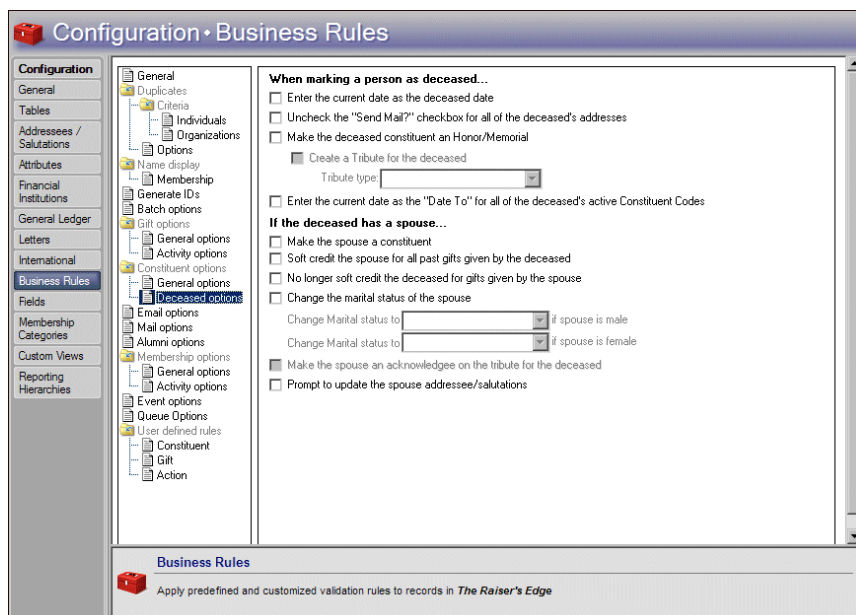 Configuration • Business Rules
Configuration
General
Tables
Addressees /
Salutations
Attributes
Financial
Institutions
General Ledger
Letters
International
Business Rules
Fields
Membership
Categories
Custom Views
Reporting
Hierarchies
General
Duplicates
Criteria
Individuals
Organizations
Options
Name display
Membership
Generate IDs
Batch options
Gift options
General options
Activity options
Constituent options
General options
Deceased options
Email options
Mail options
Alumni options
Membership options
General options
Activity options
Event options
Queue Options
User defined rules
Constituent
Gift
Action
When marking a person as deceased...
Enter the current date as the deceased date
Uncheck the "Send Mail?" checkbox for all of the deceased's addresses
Make the deceased constituent an Honor/Memorial
Create a Tribute for the deceased
Tribute type:
Enter the current date as the "Date To" for all of the deceased's active Constituent Codes
If the deceased has a spouse...
Make the spouse a constituent
Soft credit the spouse for all past gifts given by the deceased
No longer soft credit the deceased for gifts given by the spouse
Change the marital status of the spouse
Change Marital status to if spouse is male
Change Marital status to if spouse is female
Make the spouse an acknowledgee on the tribute for the deceased
Prompt to update the spouse addressee/salutations
Business Rules
Apply predefined and customized validation rules to records in The Raiser's Edge